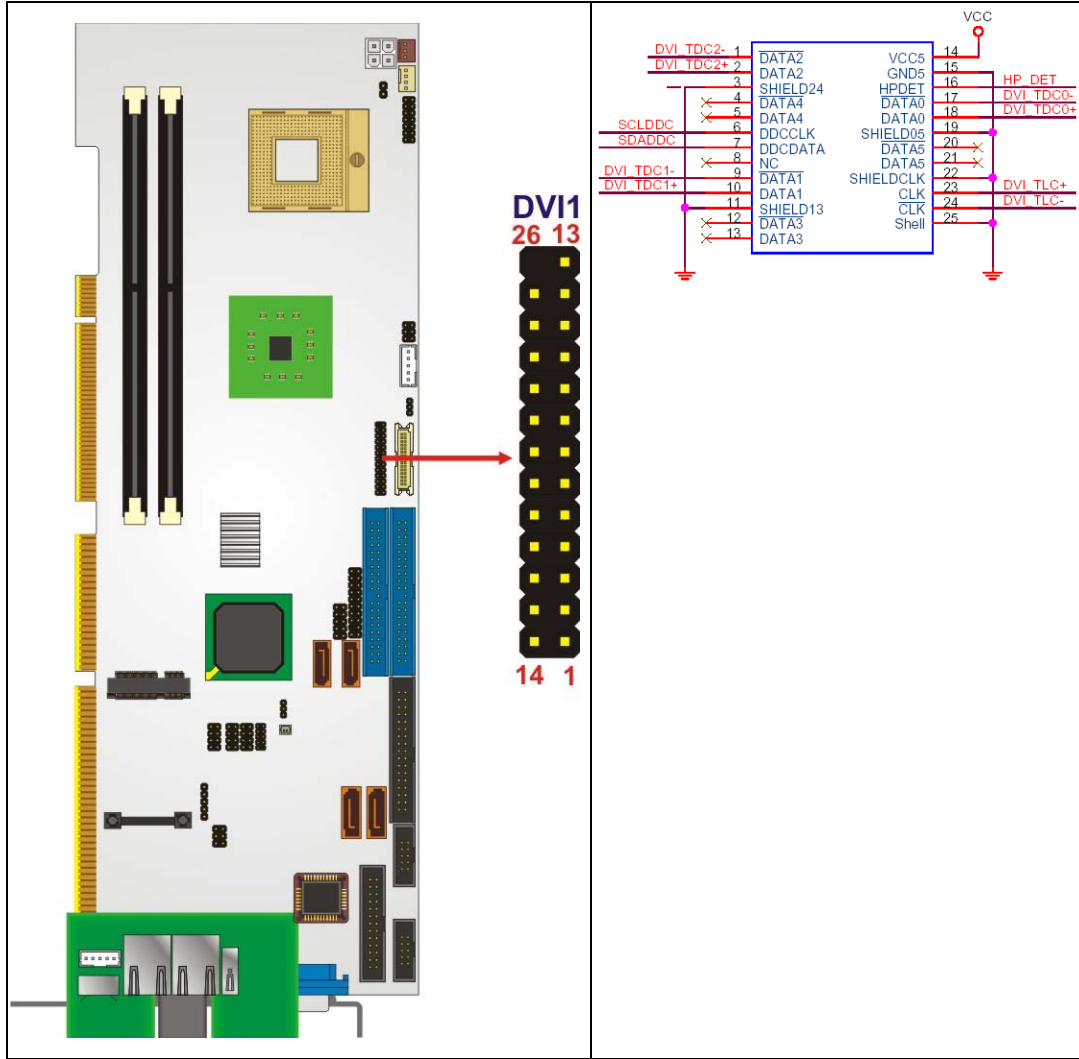 DVI1
26 13
14 1
VCC
DVI_TDC2- 1 DATA2 VCC5 14
DVI_TDC2+ 2 DATA2 GND5 15
3 SHIELD24 HPDET 16 HP_DET
4 DATA4 DATA0 17 DVI_TDC0-
5 DATA4 DATA0 18 DVI_TDC0+
SCLDDC 6 DDCCLK SHIELD05 19
SDADDC 7 DDCDATA DATA5 20
8 NC DATA5 21
DVI_TDC1- 9 DATA1 SHIELDCLK 22
DVI_TDC1+ 10 DATA1 CLK 23 DVI_TLC+
11 SHIELD13 CLK 24 DVI_TLC-
12 DATA3 Shell 25
13 DATA3